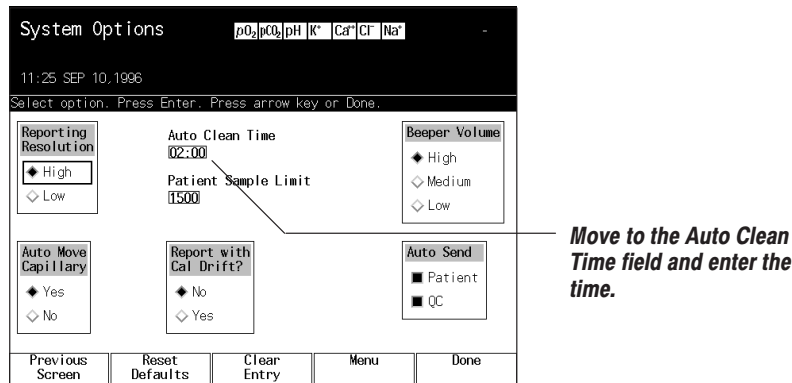 System Options
pO₂ pCO₂ pH K⁺ Ca⁺⁺ Cl⁻ Na⁺
-
11:25 SEP 10,1996
Select option. Press Enter. Press arrow key or Done.
Reporting
Resolution
High
Low
Auto Clean Time
02:00
Patient Sample Limit
1500
Beeper Volume
High
Medium
Low
Move to the Auto Clean
Time field and enter the
time.
Auto Move
Capillary
Yes
No
Report with
Cal Drift?
No
Yes
Auto Send
Patient
QC
Previous
Screen
Reset
Defaults
Clear
Entry
Menu
Done